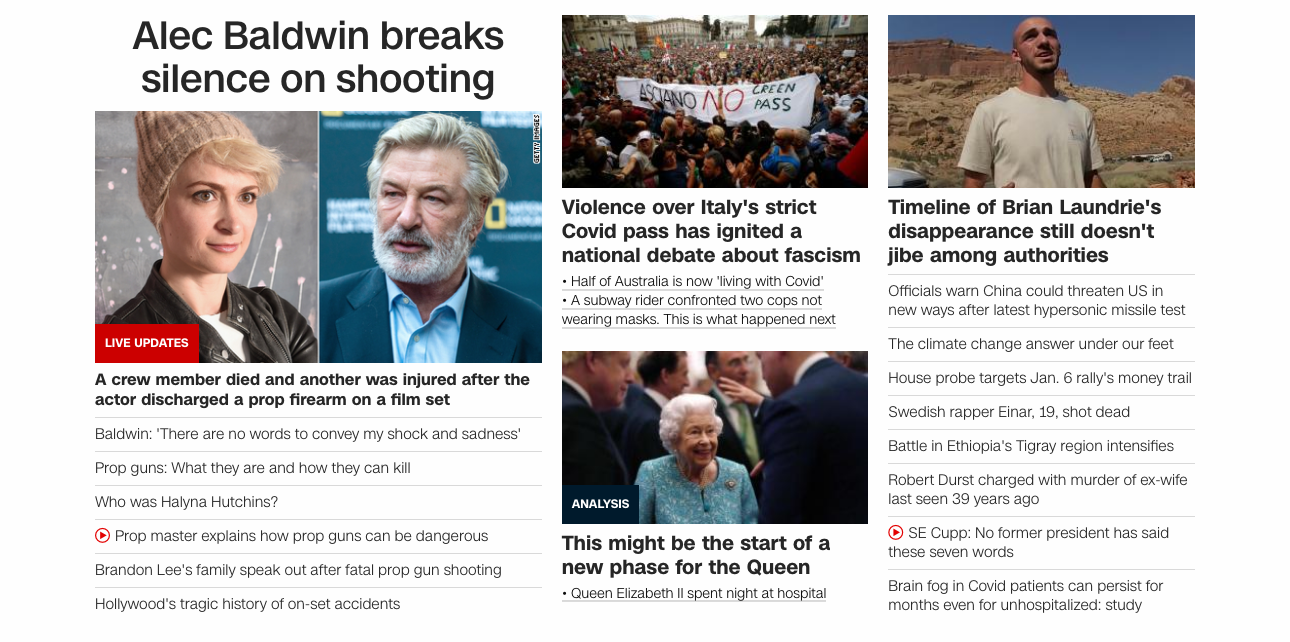 Alec Baldwin breaks
silence on shooting
GETTY IMAGES
LIVE UPDATES
A crew member died and another was injured after the
actor discharged a prop firearm on a film set
Baldwin: 'There are no words to convey my shock and sadness'
Prop guns: What they are and how they can kill
Who was Halyna Hutchins?
Prop master explains how prop guns can be dangerous
Brandon Lee's family speak out after fatal prop gun shooting
Hollywood's tragic history of on-set accidents
ASCIANO NO GREEN
PASS
Violence over Italy's strict
Covid pass has ignited a
national debate about fascism
• Half of Australia is now 'living with Covid'
• A subway rider confronted two cops not
wearing masks. This is what happened next
ANALYSIS
This might be the start of a
new phase for the Queen
• Queen Elizabeth II spent night at hospital
Timeline of Brian Laundrie's
disappearance still doesn't
jibe among authorities
Officials warn China could threaten US in
new ways after latest hypersonic missile test
The climate change answer under our feet
House probe targets Jan. 6 rally's money trail
Swedish rapper Einar, 19, shot dead
Battle in Ethiopia's Tigray region intensifies
Robert Durst charged with murder of ex-wife
last seen 39 years ago
SE Cupp: No former president has said
these seven words
Brain fog in Covid patients can persist for
months even for unhospitalized: study